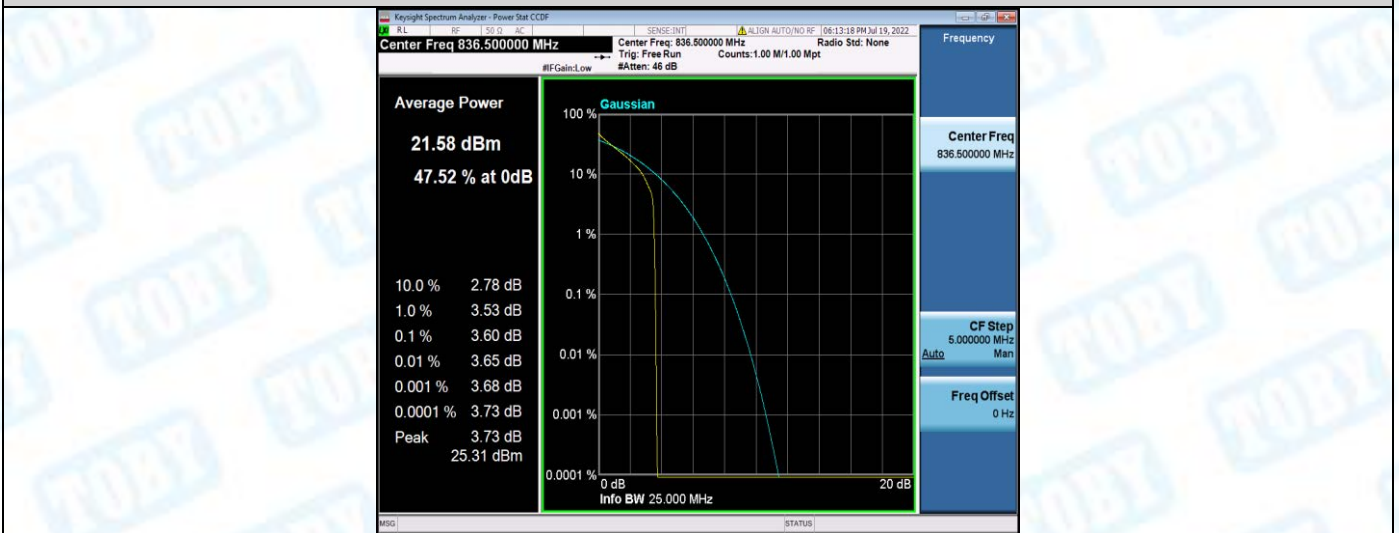 Keysight Spectrum Analyzer - Power Stat CCDF
RL RF 50 Ω AC SENSE:INT ALIGN AUTO/NO RF 06:13:18 PM Jul 19, 2022
Center Freq 836.500000 MHz
Center Freq: 836.500000 MHz Radio Std: None
Trig: Free Run Counts:1.00 M/1.00 Mpt
#IFGain:Low #Atten: 46 dB
Frequency
Average Power
21.58 dBm
47.52 % at 0dB
10.0 % 2.78 dB
1.0 % 3.53 dB
0.1 % 3.60 dB
0.01 % 3.65 dB
0.001 % 3.68 dB
0.0001 % 3.73 dB
Peak 3.73 dB
25.31 dBm
Gaussian
100 %
10 %
1 %
0.1 %
0.01 %
0.001 %
0.0001 %
0 dB 20 dB
Info BW 25.000 MHz
Center Freq
836.500000 MHz
CF Step
5.000000 MHz
Auto Man
Freq Offset
0 Hz
MSG STATUS
TOBY